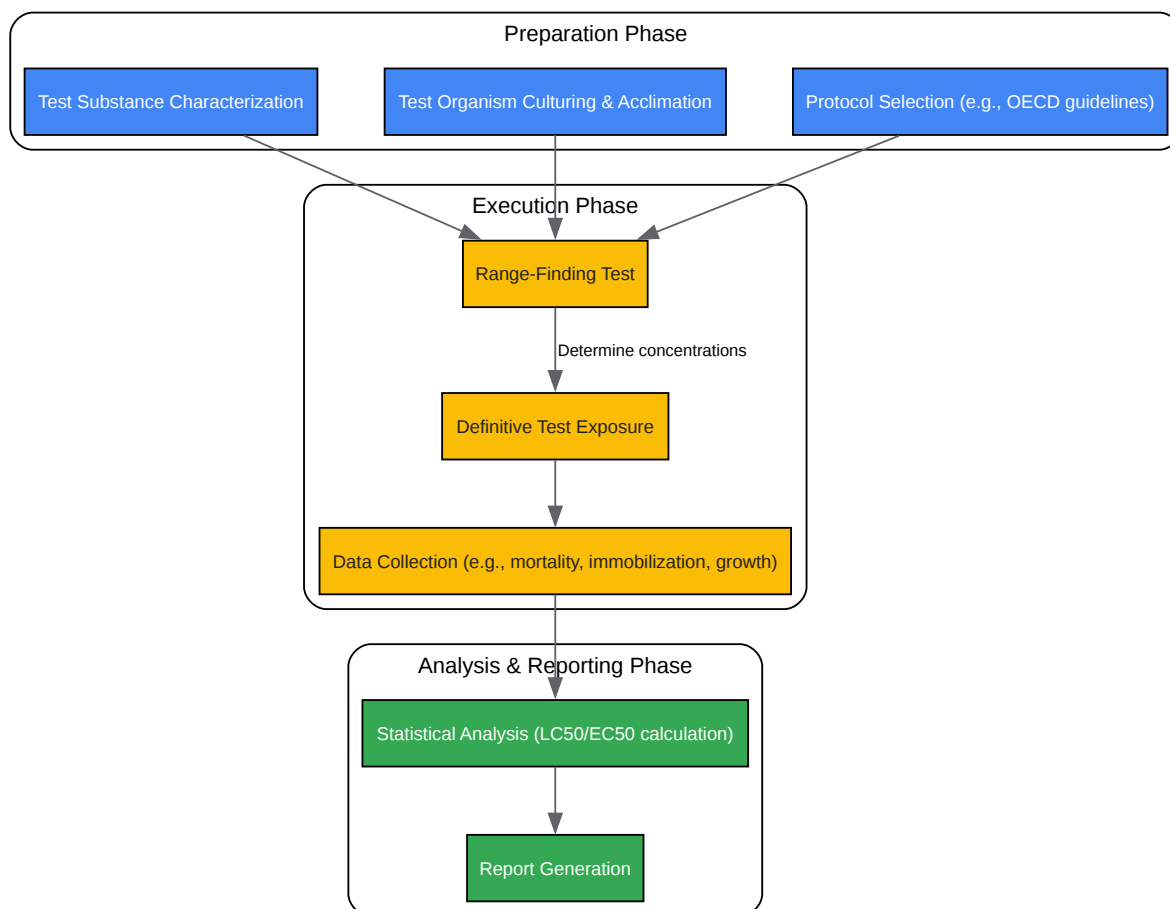 Preparation Phase
Test Substance Characterization
Test Organism Culturing & Acclimation
Protocol Selection (e.g., OECD guidelines)
Execution Phase
Range-Finding Test
Determine concentrations
Definitive Test Exposure
Data Collection (e.g., mortality, immobilization, growth)
Analysis & Reporting Phase
Statistical Analysis (LC50/EC50 calculation)
Report Generation